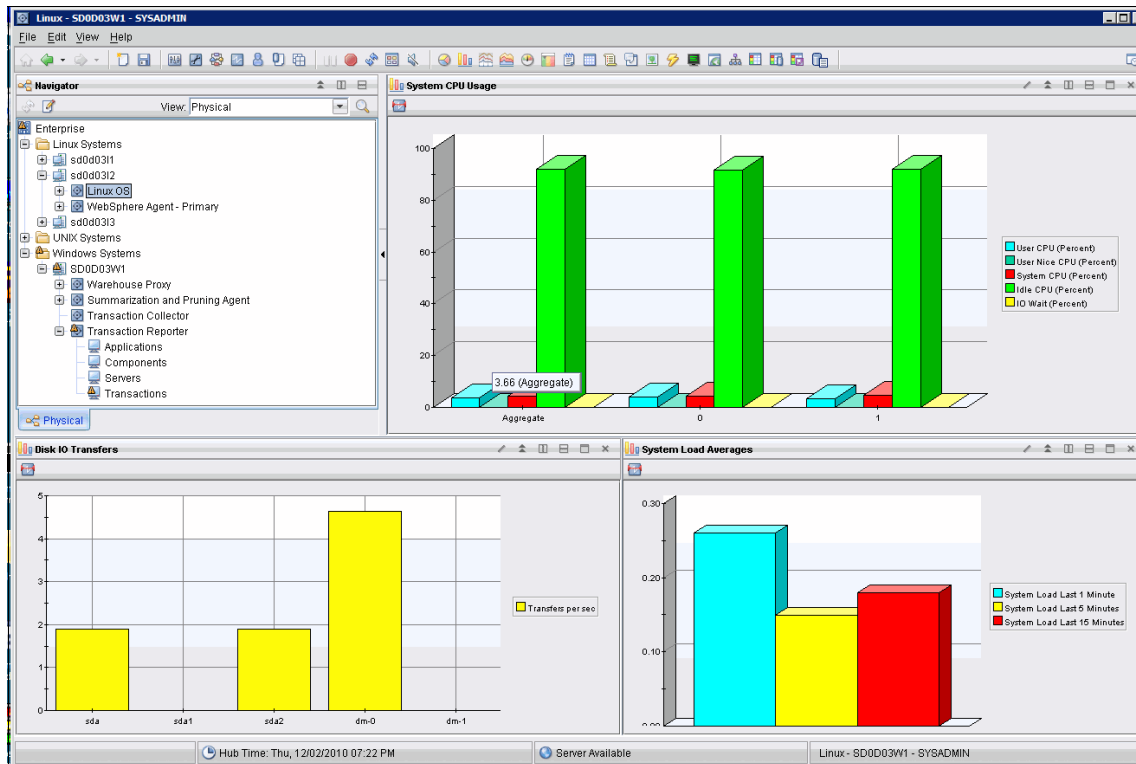 Linux - SD0D03W1 - SYSADMIN
File Edit View Help
Navigator
View: Physical
Enterprise
Linux Systems
sd0d03l1
sd0d03l2
Linux OS
WebSphere Agent - Primary
sd0d03l3
UNIX Systems
Windows Systems
SD0D03W1
Warehouse Proxy
Summarization and Pruning Agent
Transaction Collector
Transaction Reporter
Applications
Components
Servers
Transactions
Physical
System CPU Usage
100
80
60
40
20
0
3.66 (Aggregate)
Aggregate 0 1
User CPU (Percent)
User Nice CPU (Percent)
System CPU (Percent)
Idle CPU (Percent)
IO Wait (Percent)
Disk IO Transfers
5
4
3
2
1
0
sda sda1 sda2 dm-0 dm-1
Transfers per sec
System Load Averages
0.30
0.20
0.10
0.00
System Load Last 1 Minute
System Load Last 5 Minutes
System Load Last 15 Minutes
Hub Time: Thu, 12/02/2010 07:22 PM
Server Available
Linux - SD0D03W1 - SYSADMIN